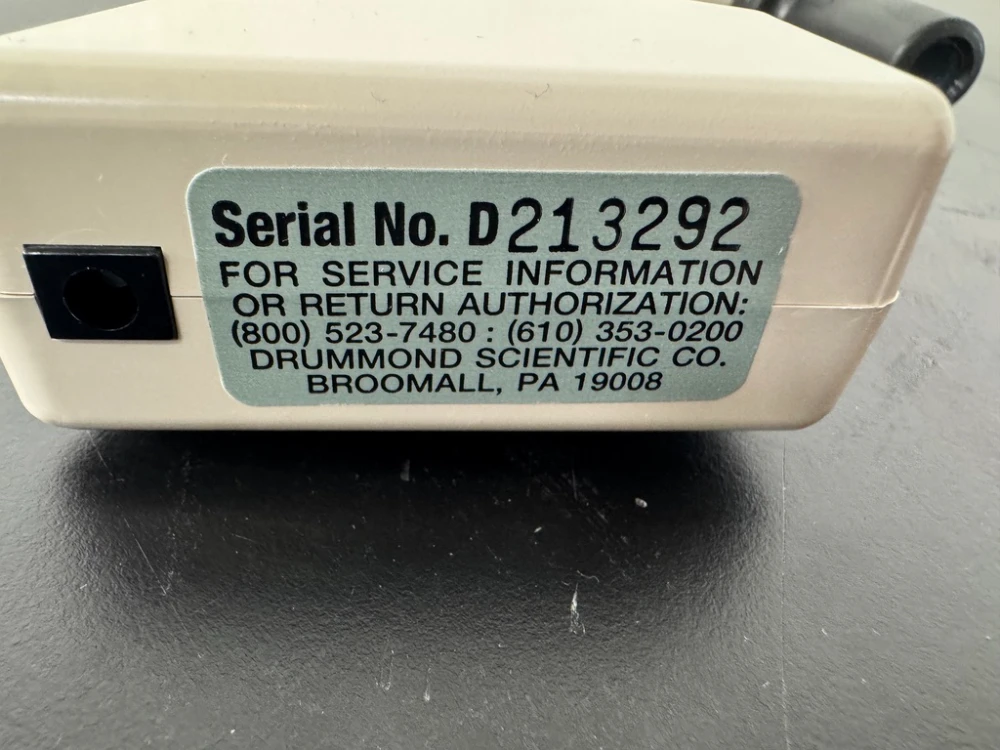 Serial No. D213292
FOR SERVICE INFORMATION
OR RETURN AUTHORIZATION:
(800) 523-7480 : (610) 353-0200
DRUMMOND SCIENTIFIC CO.
BROOMALL, PA 19008